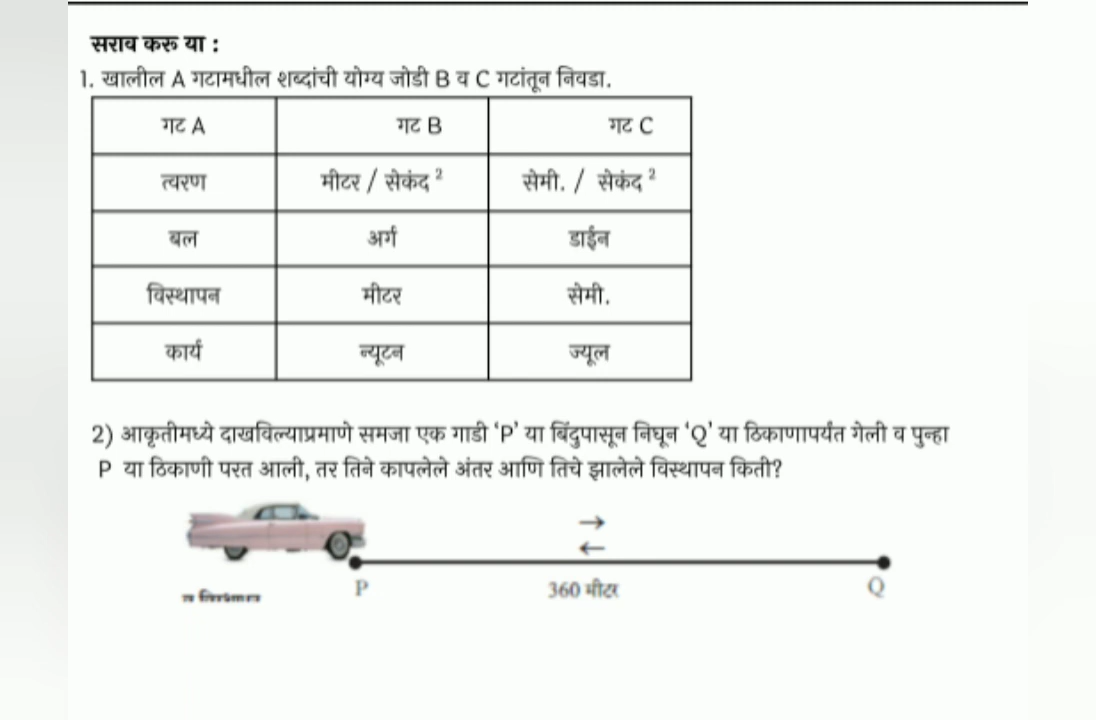 सराव करू या :
1. खालील A गटामधील शब्दांची योग्य जोडी B व C गटांतून निवडा.
गट A गट B गट C
त्वरण मीटर / सेकंद ² सेमी. / सेकंद ²
बल अर्ग डाईन
विस्थापन मीटर सेमी.
कार्य न्यूटन ज्यूल
2) आकृतीमध्ये दाखविल्याप्रमाणे समजा एक गाडी ‘P’ या बिंदुपासून निघून ‘Q’ या ठिकाणापर्यंत गेली व पुन्हा
P या ठिकाणी परत आली, तर तिने कापलेले अंतर आणि तिचे झालेले विस्थापन किती?
→
←
P 360 मीटर Q